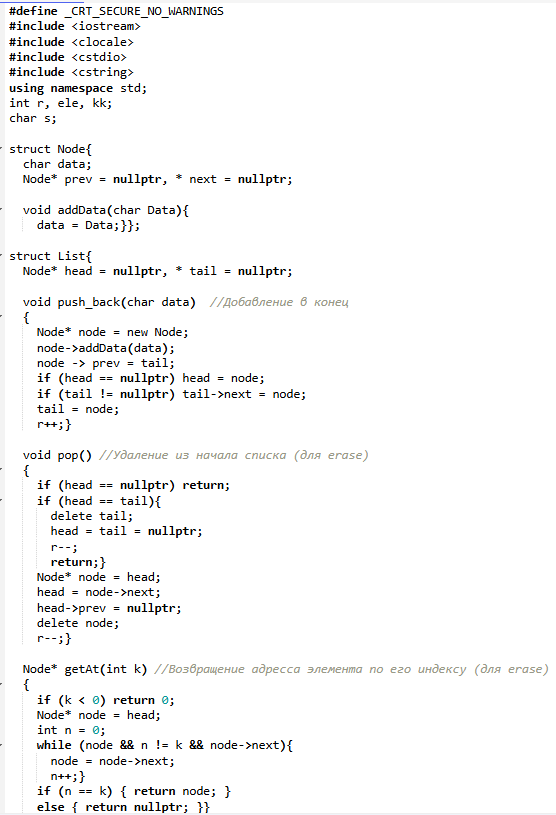 #define _CRT_SECURE_NO_WARNINGS
#include <iostream>
#include <clocale>
#include <cstdio>
#include <cstring>
using namespace std;
int r, ele, kk;
char s;

struct Node{
  char data;
  Node* prev = nullptr, * next = nullptr;

  void addData(char Data){
    data = Data;}};

struct List{
  Node* head = nullptr, * tail = nullptr;

  void push_back(char data)  //Добавление в конец
  {
    Node* node = new Node;
    node->addData(data);
    node -> prev = tail;
    if (head == nullptr) head = node;
    if (tail != nullptr) tail->next = node;
    tail = node;
    r++;}

  void pop() //Удаление из начала списка (для erase)
  {
    if (head == nullptr) return;
    if (head == tail){
      delete tail;
      head = tail = nullptr;
      r--;
      return;}
    Node* node = head;
    head = node->next;
    head->prev = nullptr;
    delete node;
    r--;}

  Node* getAt(int k) //Возвращение адресса элемента по его индексу (для erase)
  {
    if (k < 0) return 0;
    Node* node = head;
    int n = 0;
    while (node && n != k && node->next){
      node = node->next;
      n++;}
    if (n == k) { return node; }
    else { return nullptr; }}